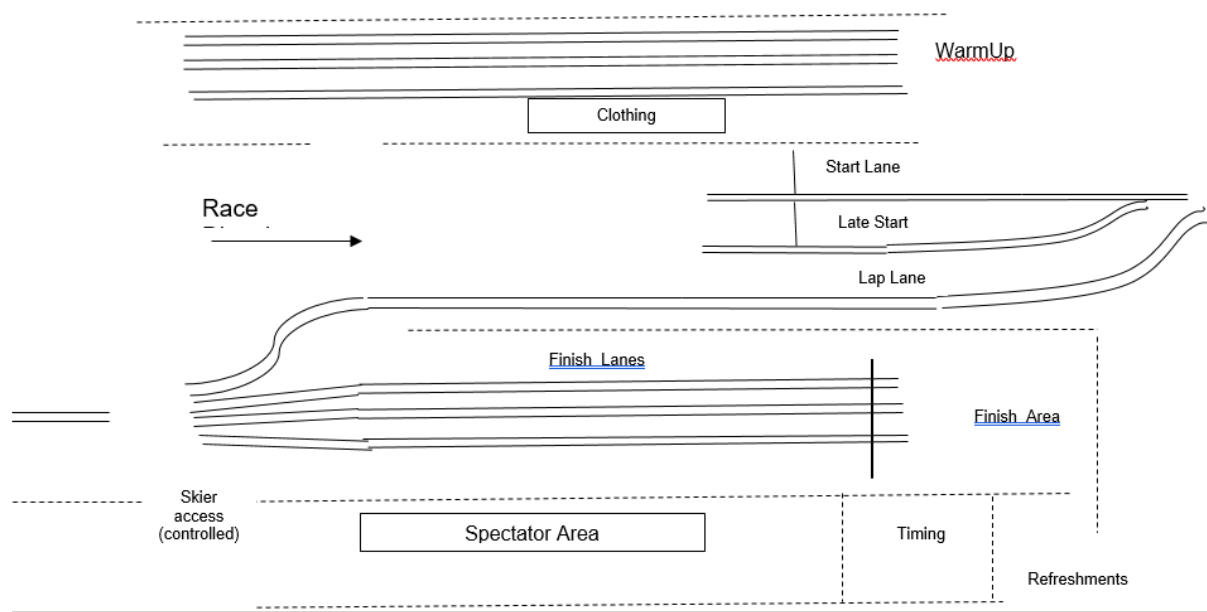 WarmUp
Clothing
Start Lane
Race
Late Start
Lap Lane
Finish Lanes
Finish Area
Skier
access
(controlled)
Spectator Area
Timing
Refreshments